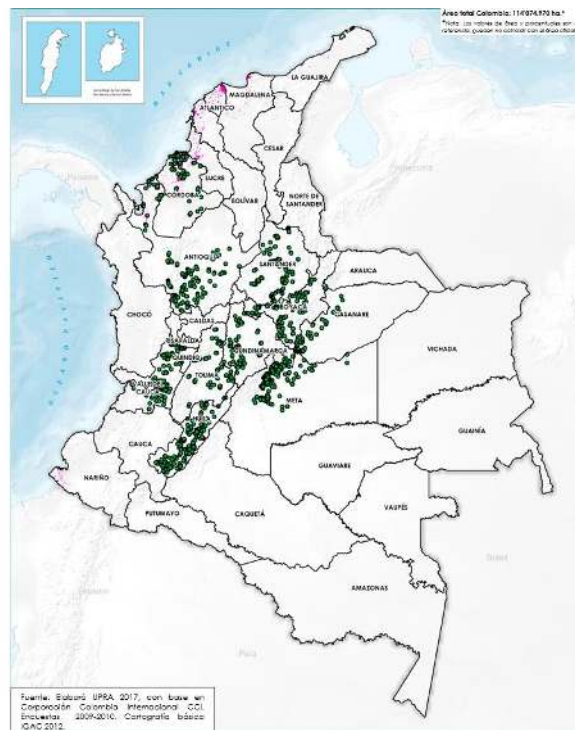 Área total Colombia: 114'074.970 ha.*
LA GUAJIRA
MAGDALENA
ATLÁNTICO
CESAR
SUCRE
CÓRDOBA
BOLÍVAR
NORTE DE
SANTANDER
ANTIOQUIA
SANTANDER
ARAUCA
CHOCÓ
BOYACÁ
CASANARE
CALDAS
RISARALDA
QUINDÍO
CUNDINAMARCA
VICHADA
TOLIMA
VALLE DEL
CAUCA
META
HUILA
CAUCA
GUAINÍA
NARIÑO
GUAVIARE
PUTUMAYO
CAQUETÁ
VAUPÉS
AMAZONAS
Fuente: Elaboró UPRA 2017, con base en
Corporación Colombia Internacional CCI.
Encuestas 2009-2010. Cartografía básica
IGAC 2012.